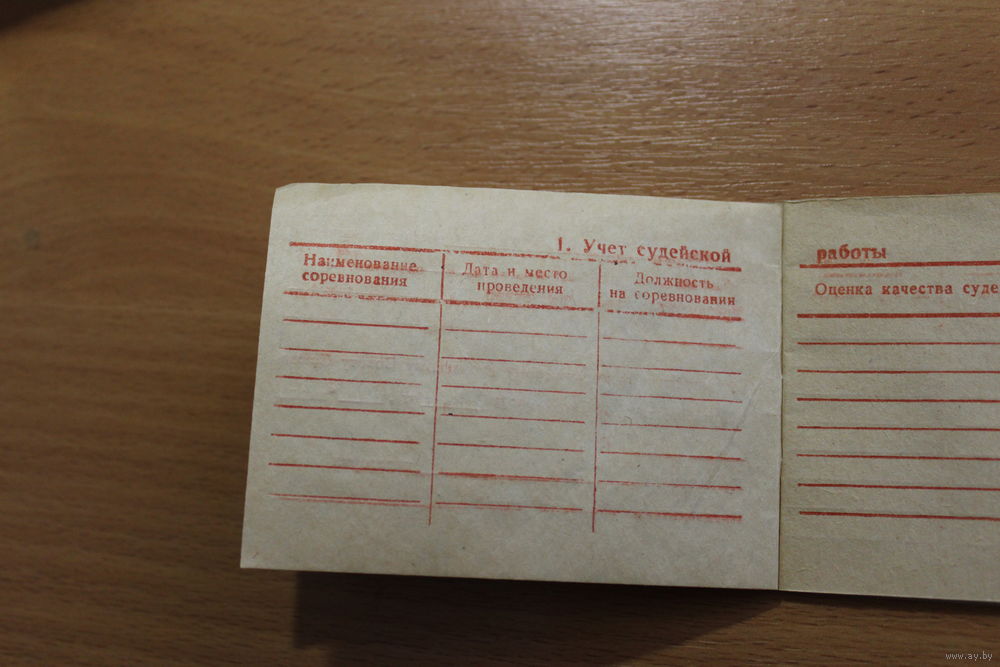 1. Учет судейской работы
Наименование
соревнования
Дата и место
проведения
Должность
на соревновании
Оценка качества суде
www.ay.by